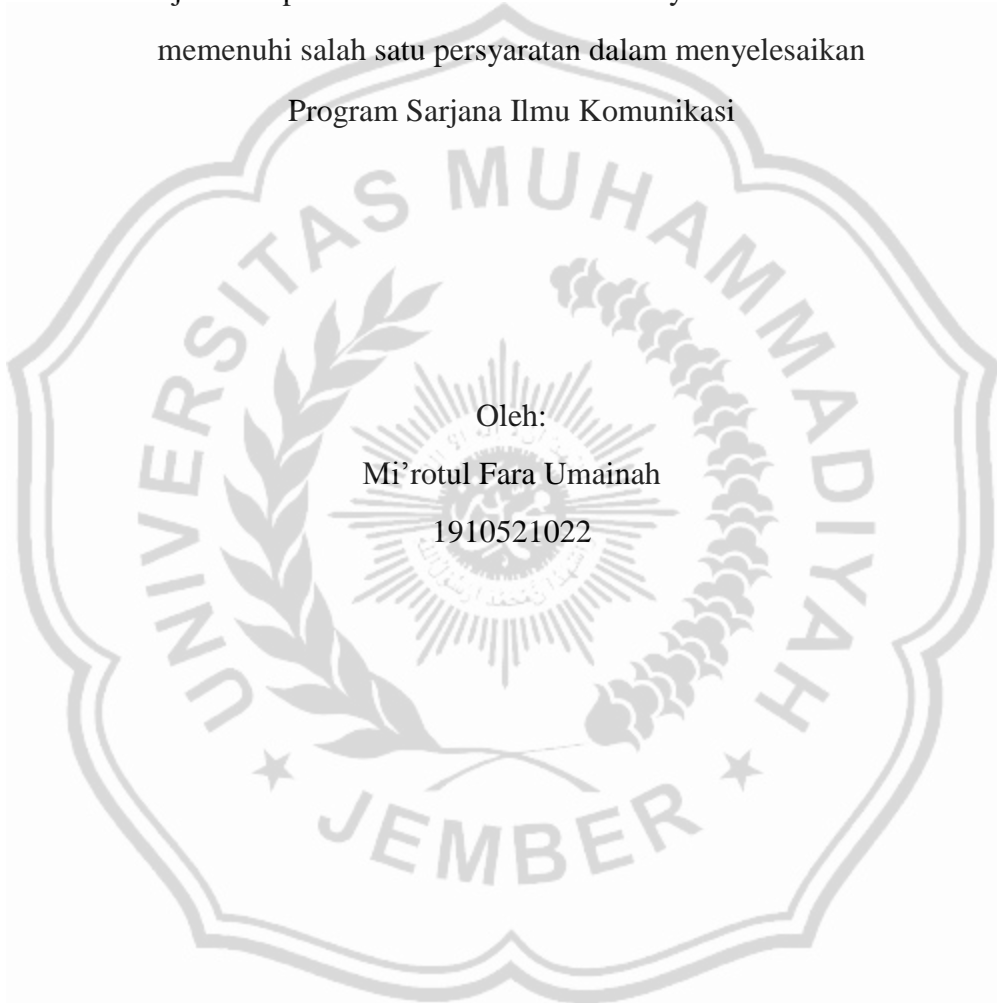 memenuhi salah satu persyaratan dalam menyelesaikan
Program Sarjana Ilmu Komunikasi
UNIVERSITAS MUHAMMADIYAH
Oleh:
Mi’rotul Fara Umainah
1910521022
★ JEMBER ★